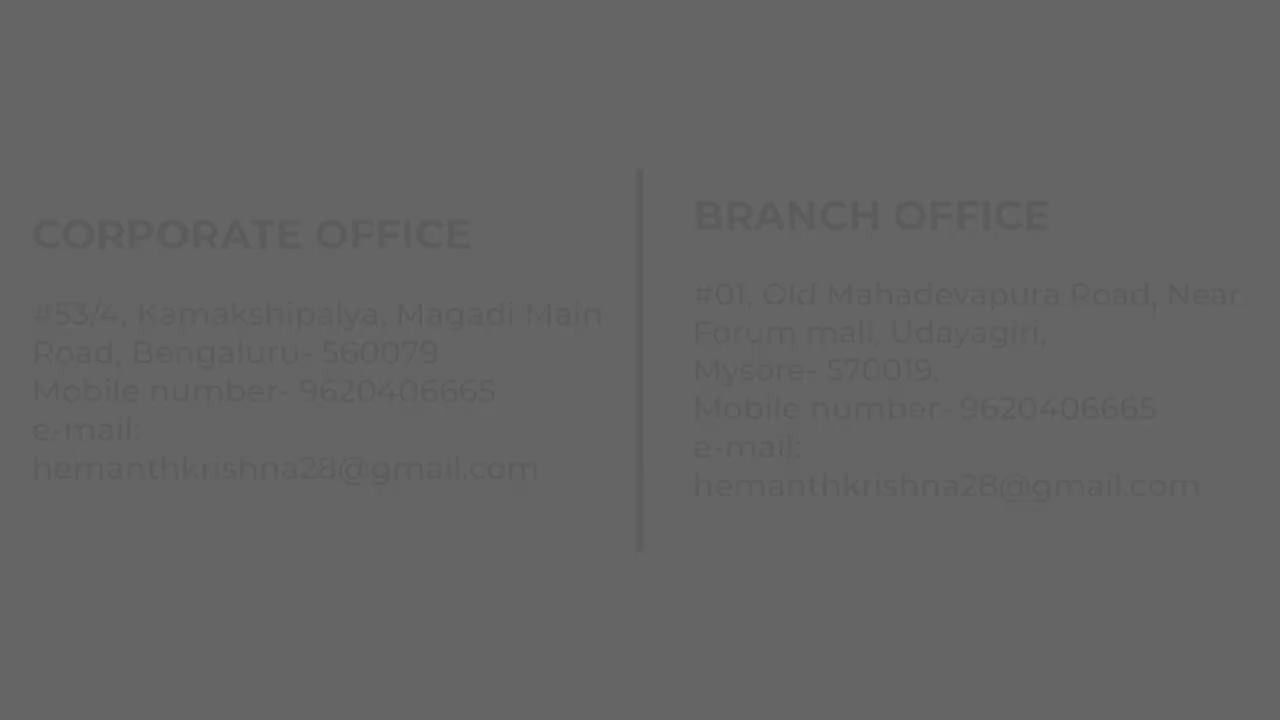 CORPORATE OFFICE
#53/4, Kamakshipalya, Magadi Main
Road, Bengaluru- 560079
Mobile number- 9620406665
e-mail:
hemanthkrishna28@gmail.com
BRANCH OFFICE
#01, Old Mahadevapura Road, Near
Forum mall, Udayagiri,
Mysore- 570019.
Mobile number- 9620406665
e-mail:
hemanthkrishna28@gmail.com